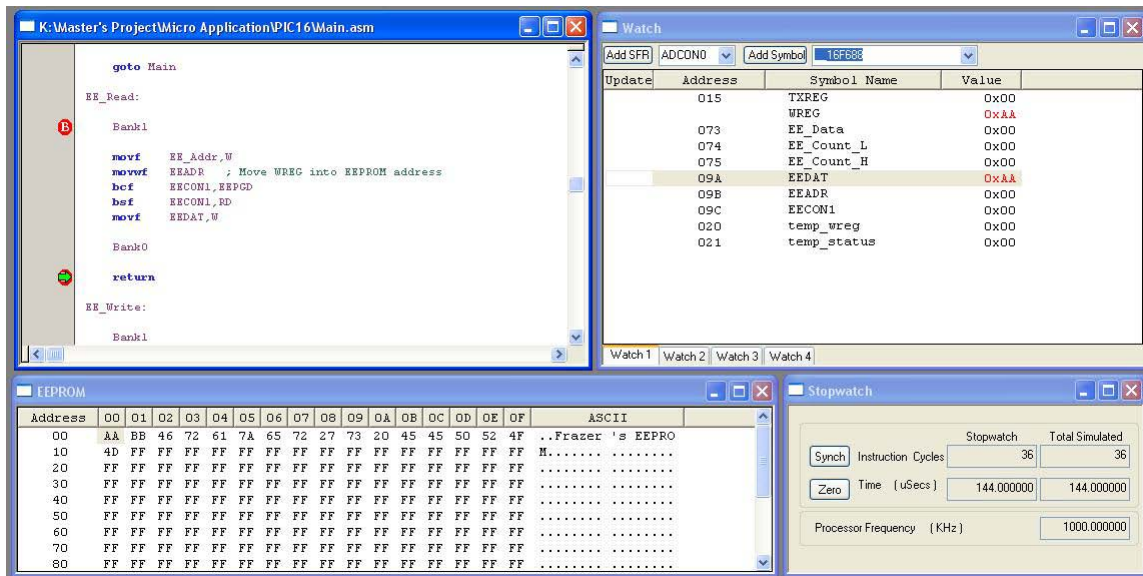 K:\Master's Project\Micro Application\PIC16\Main.asm
goto Main
EE_Read:
B
Bank1
movf EE_Addr,W
movwf EEADR ; Move WREG into EEPROM address
bcf EECON1,EEPGD
bsf EECON1,RD
movf EEDAT,W
Bank0
return
EE_Write:
Bank1
Watch
Add SFR ADCON0 Add Symbol __16F688
Update Address Symbol Name Value
015 TXREG 0x00
WREG 0xAA
073 EE_Data 0x00
074 EE_Count_L 0x00
075 EE_Count_H 0x00
09A EEDAT 0xAA
09B EEADR 0x00
09C EECON1 0x00
020 temp_wreg 0x00
021 temp_status 0x00
Watch 1 Watch 2 Watch 3 Watch 4
EEPROM
Address 00 01 02 03 04 05 06 07 08 09 0A 0B 0C 0D 0E 0F ASCII
00 AA BB 46 72 61 7A 65 72 27 73 20 45 45 50 52 4F ..Frazer 's EEPRO
10 4D FF FF FF FF FF FF FF FF FF FF FF FF FF FF FF M....... ........
20 FF FF FF FF FF FF FF FF FF FF FF FF FF FF FF FF ........ ........
30 FF FF FF FF FF FF FF FF FF FF FF FF FF FF FF FF ........ ........
40 FF FF FF FF FF FF FF FF FF FF FF FF FF FF FF FF ........ ........
50 FF FF FF FF FF FF FF FF FF FF FF FF FF FF FF FF ........ ........
60 FF FF FF FF FF FF FF FF FF FF FF FF FF FF FF FF ........ ........
70 FF FF FF FF FF FF FF FF FF FF FF FF FF FF FF FF ........ ........
80 FF FF FF FF FF FF FF FF FF FF FF FF FF FF FF FF ........ ........
Stopwatch
Stopwatch Total Simulated
Synch Instruction Cycles 36 36
Zero Time (uSecs) 144.000000 144.000000
Processor Frequency (KHz) 1000.000000